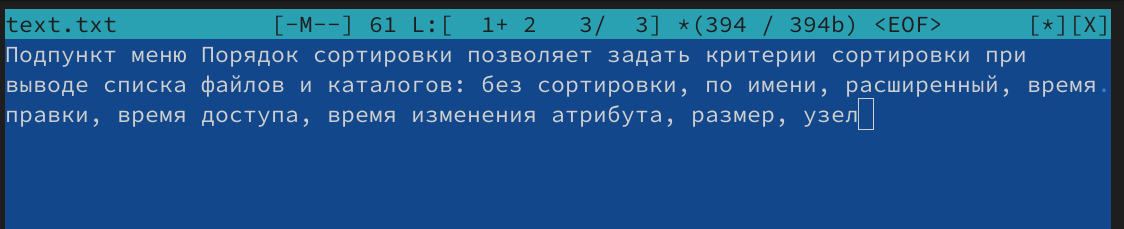 text.txt [-M--] 61 L:[ 1+ 2 3/ 3] *(394 / 394b) <EOF> [*][X]
Подпункт меню Порядок сортировки позволяет задать критерии сортировки при
выводе списка файлов и каталогов: без сортировки, по имени, расширенный, время.
правки, время доступа, время изменения атрибута, размер, узел